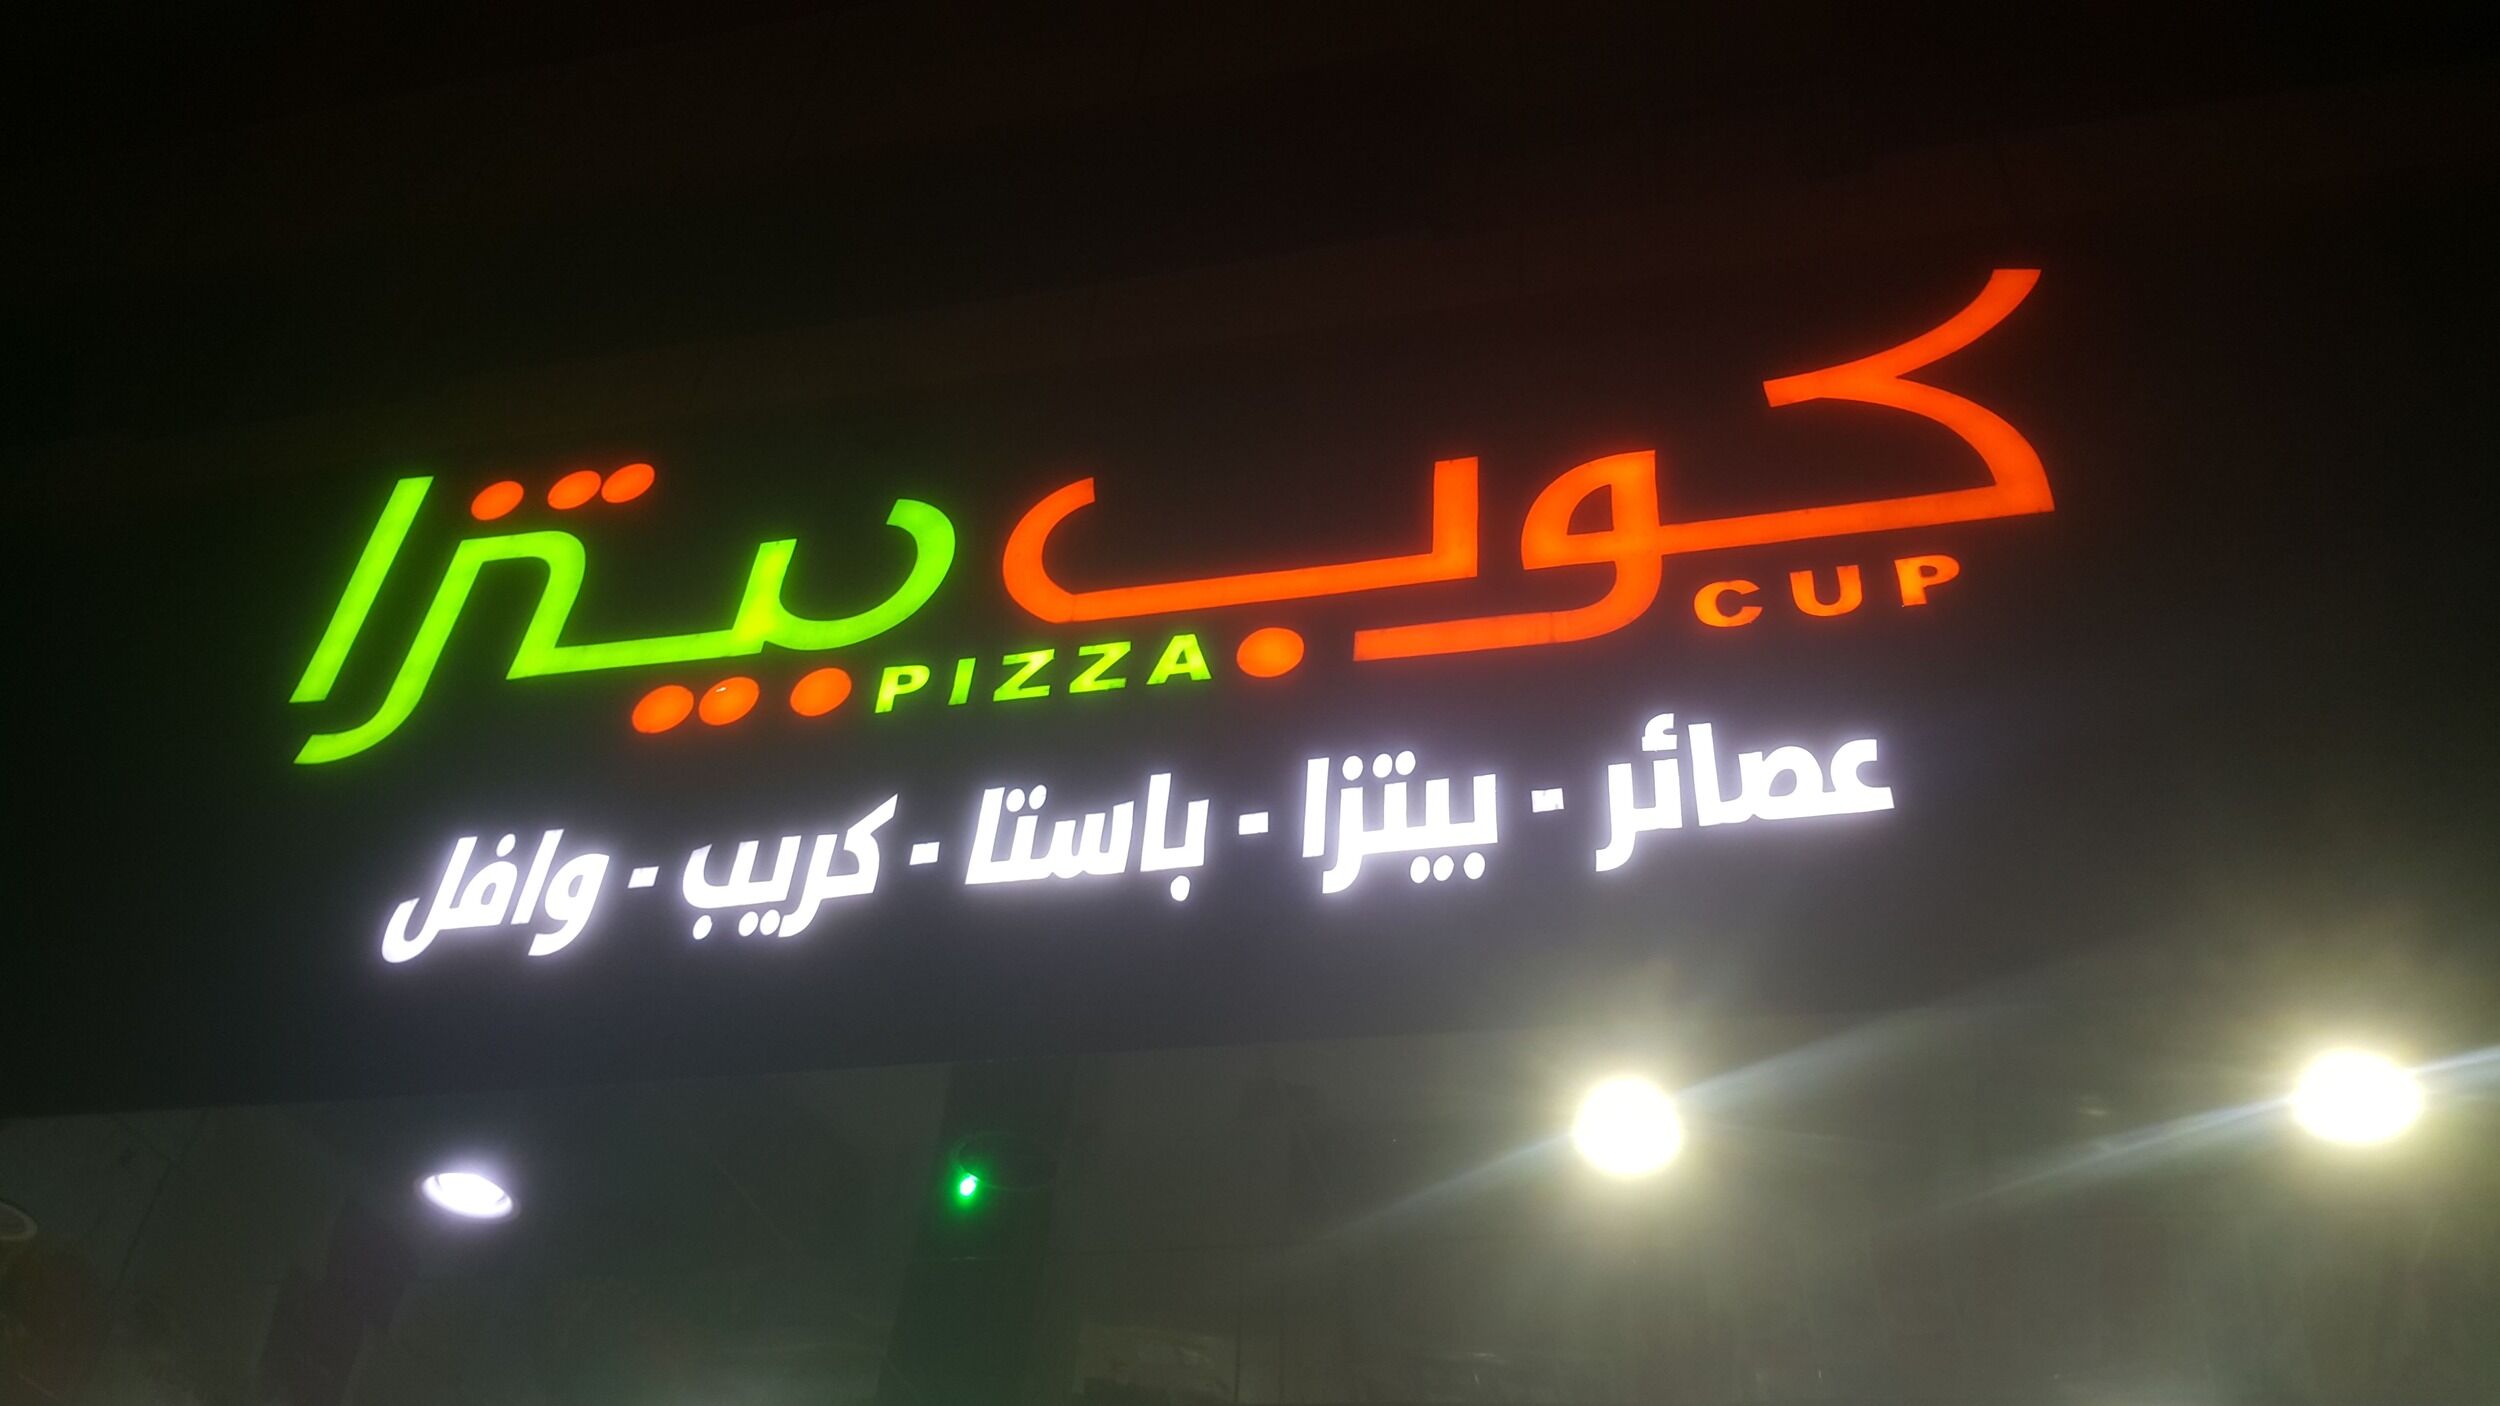 كوب بيتزا
PIZZA CUP
عصائر - بيتزا - باستا - كريب - وافل